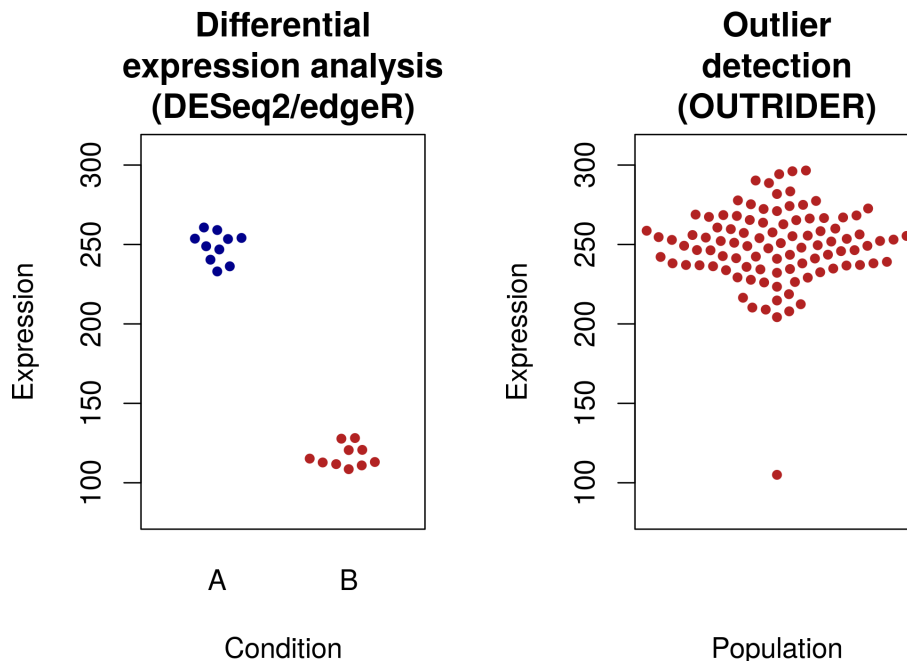 Differential
expression analysis
(DESeq2/edgeR)
Expression
300
250
200
150
100
A B
Condition
Outlier
detection
(OUTRIDER)
Expression
300
250
200
150
100
Population